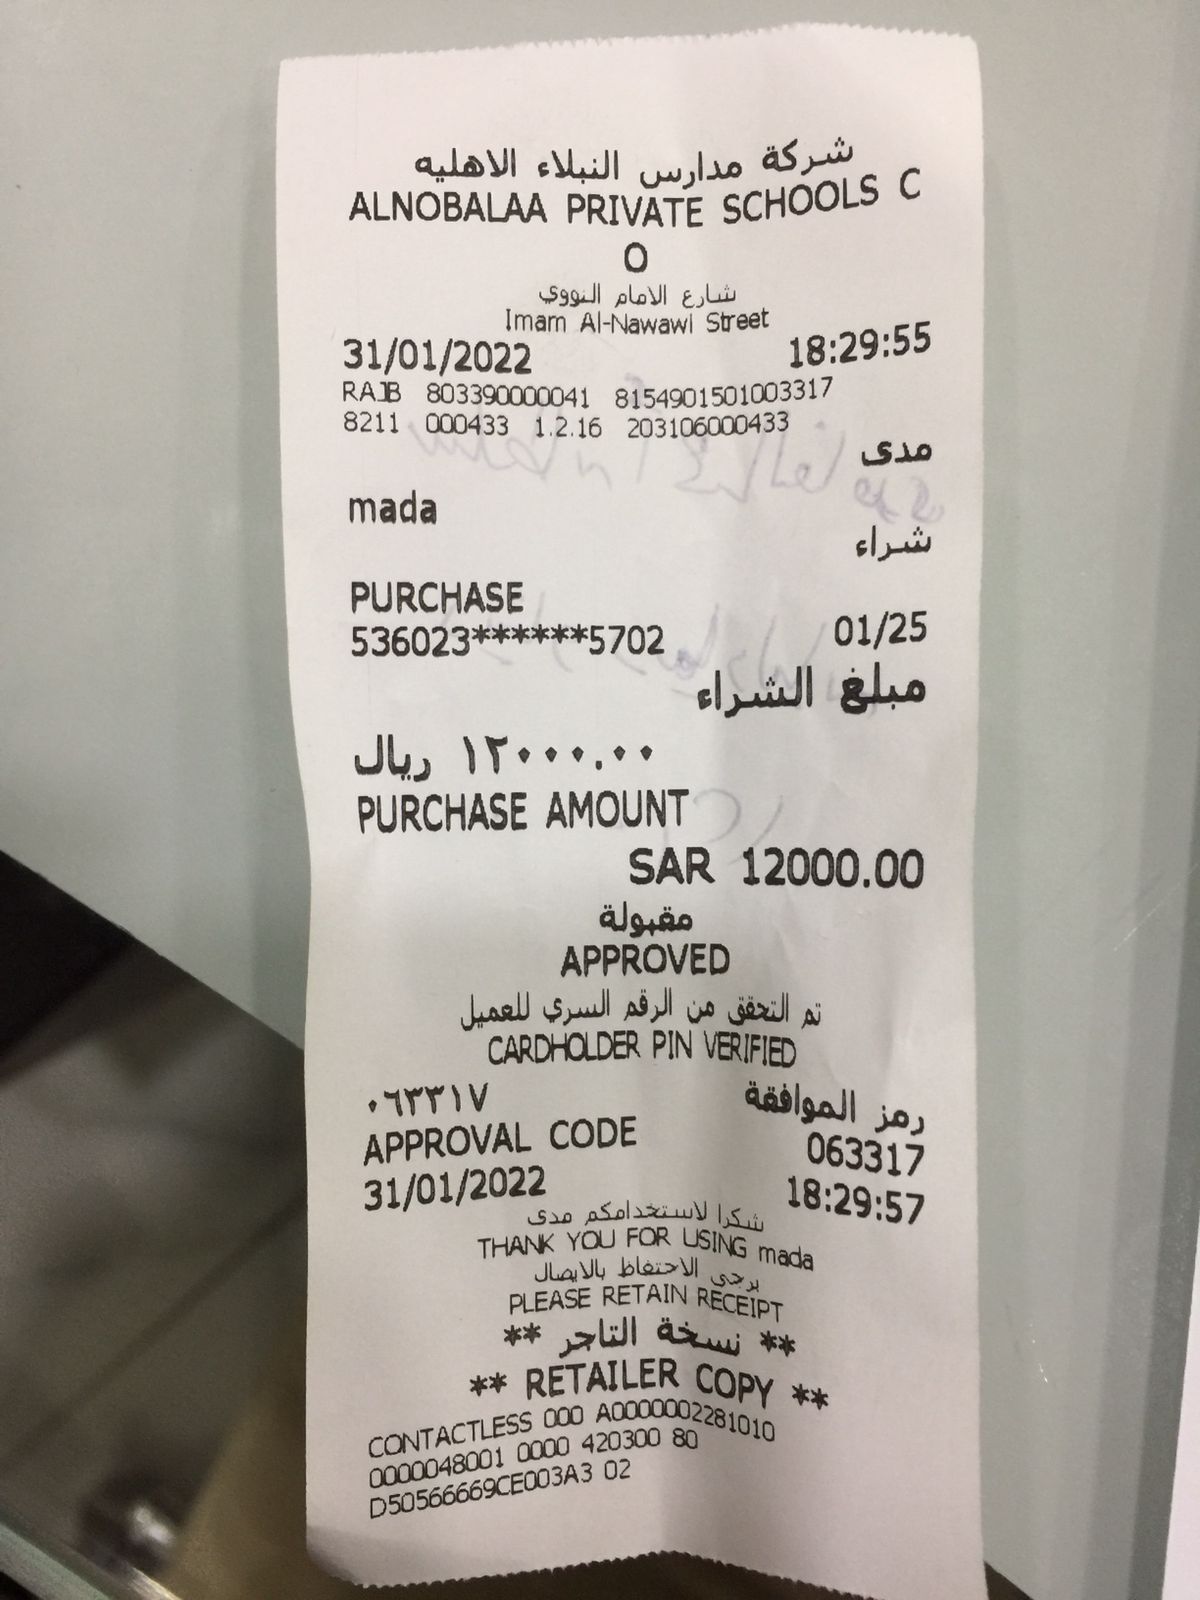 شركة مدارس النبلاء الاهليه
ALNOBALAA PRIVATE SCHOOLS C
O
شارع الامام النووي
Imam Al-Nawawi Street
31/01/2022 18:29:55
RAJB 803390000041 8154901501003317
8211 000433 1.2.16 203106000433
مدى
mada
شراء
PURCHASE
536023******5702 01/25
مبلغ الشراء
١٢٠٠٠.٠٠ ريال
PURCHASE AMOUNT
SAR 12000.00
مقبولة
APPROVED
تم التحقق من الرقم السري للعميل
CARDHOLDER PIN VERIFIED
رمز الموافقة ٠٦٣٣١٧
APPROVAL CODE 063317
31/01/2022 18:29:57
شكرا لاستخدامكم مدى
THANK YOU FOR USING mada
يرجى الاحتفاظ بالايصال
PLEASE RETAIN RECEIPT
** نسخة التاجر **
** RETAILER COPY **
CONTACTLESS 000 A0000002281010
0000048001 0000 420300 80
D50566669CE003A3 02